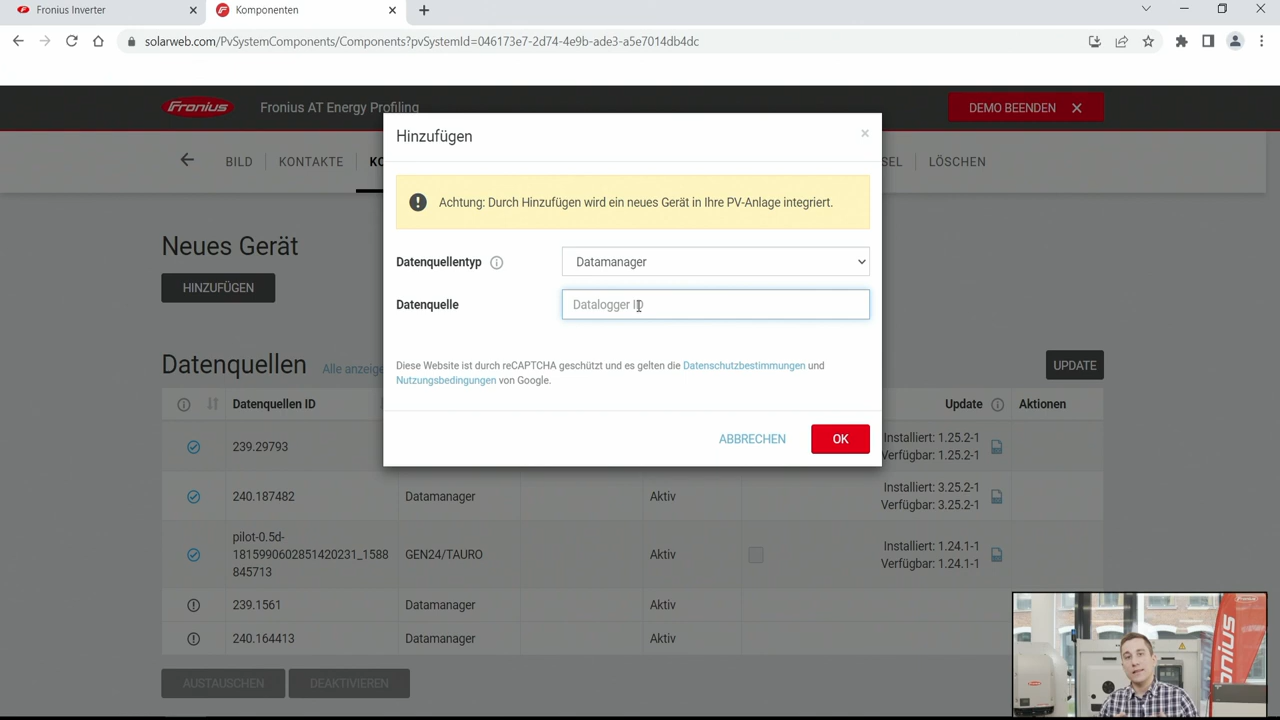 Fronius Inverter
Komponenten
solarweb.com/PvSystemComponents/Components?pvSystemId=046173e7-2d74-4e9b-ade3-a5e7014db4dc
Fronius
Fronius AT Energy Profiling
DEMO BEENDEN
BILD
KONTAKTE
KO
SEL
LÖSCHEN
Hinzufügen
Achtung: Durch Hinzufügen wird ein neues Gerät in Ihre PV-Anlage integriert.
Datenquellentyp
Datamanager
Datenquelle
Datalogger ID
Diese Website ist durch reCAPTCHA geschützt und es gelten die Datenschutzbestimmungen und
Nutzungsbedingungen von Google.
ABBRECHEN
OK
Neues Gerät
HINZUFÜGEN
Datenquellen
Alle anzeige
UPDATE
Datenquellen ID
Update
Aktionen
239.29793
Installiert: 1.25.2-1
Verfügbar: 1.25.2-1
240.187482
Datamanager
Aktiv
Installiert: 3.25.2-1
Verfügbar: 3.25.2-1
pilot-0.5d-
1815990602851420231_1588
845713
GEN24/TAURO
Aktiv
Installiert: 1.24.1-1
Verfügbar: 1.24.1-1
239.1561
Datamanager
Aktiv
240.164413
Datamanager
Aktiv
AUSTAUSCHEN
DEAKTIVIEREN